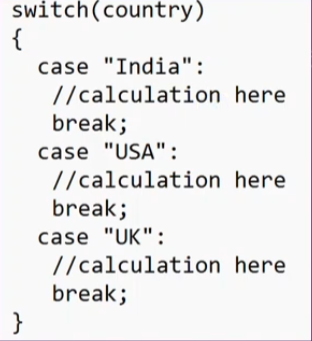 switch(country)
{
case "India":
//calculation here
break;
case "USA":
//calculation here
break;
case "UK":
//calculation here
break;
}